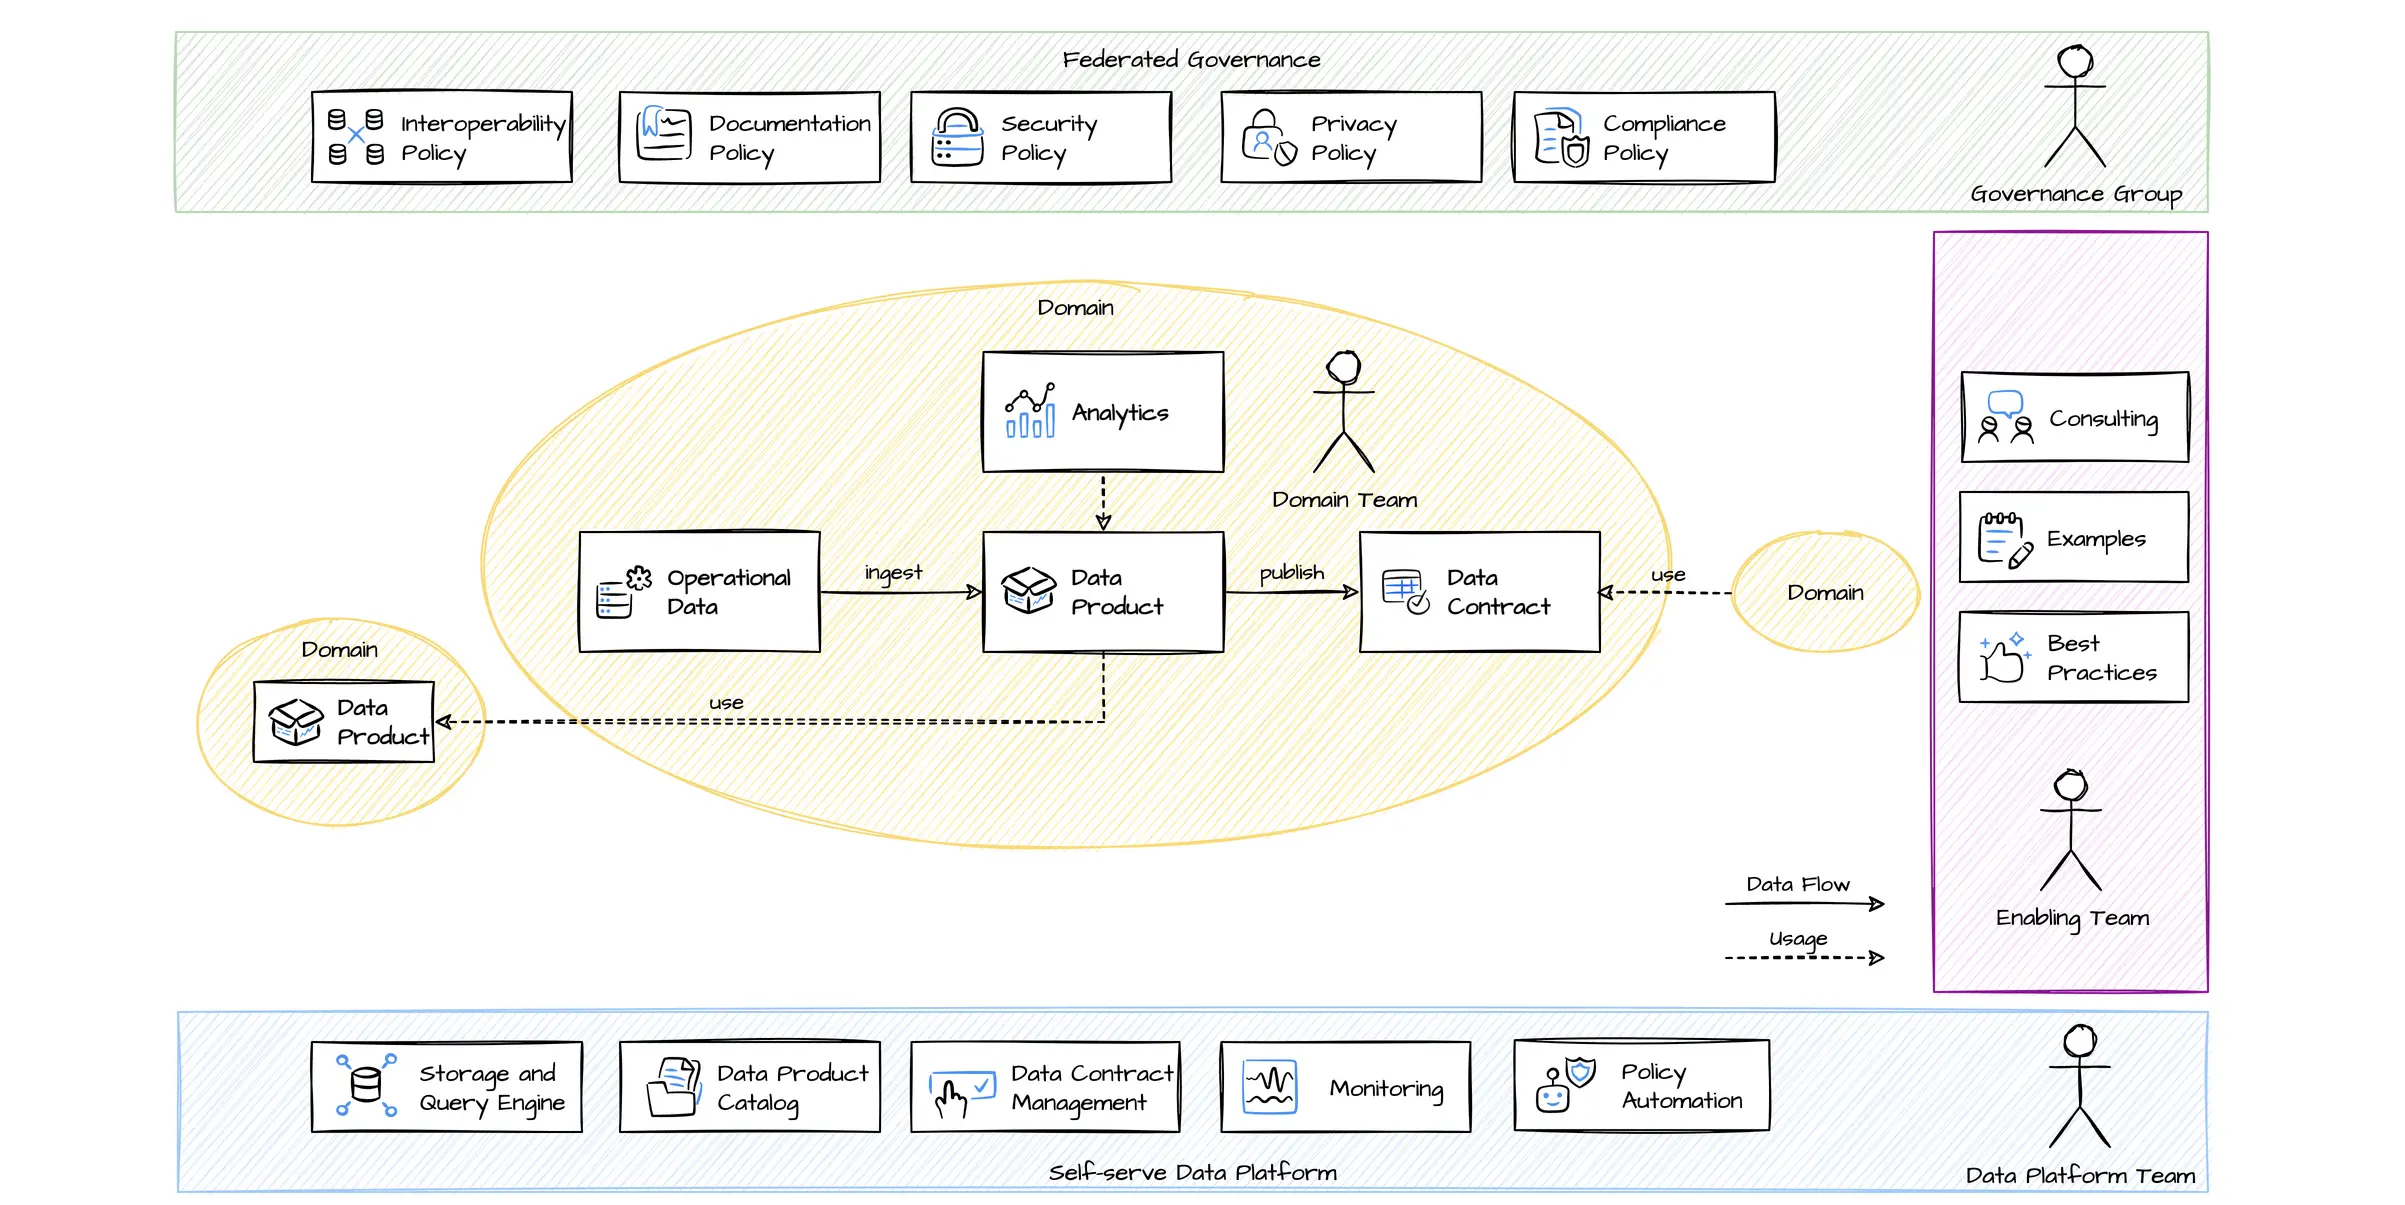 Federated Governance
Interoperability
Policy
Documentation
Policy
Security
Policy
Privacy
Policy
Compliance
Policy
Governance Group
Domain
Analytics
Domain Team
Operational
Data
ingest
Data
Product
publish
Data
Contract
use
Domain
Domain
Data
Product
use
Consulting
Examples
Best
Practices
Enabling Team
Data Flow
Usage
Storage and
Query Engine
Data Product
Catalog
Data Contract
Management
Monitoring
Policy
Automation
Self-serve Data Platform
Data Platform Team